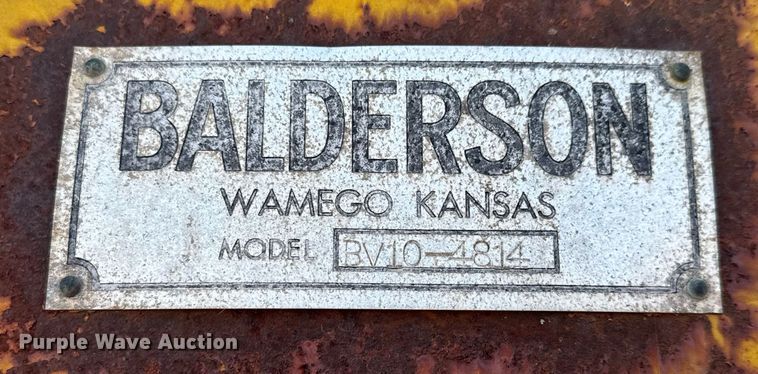 BALDERSON
WAMEGO KANSAS
MODEL BV10-4814
Purple Wave Auction